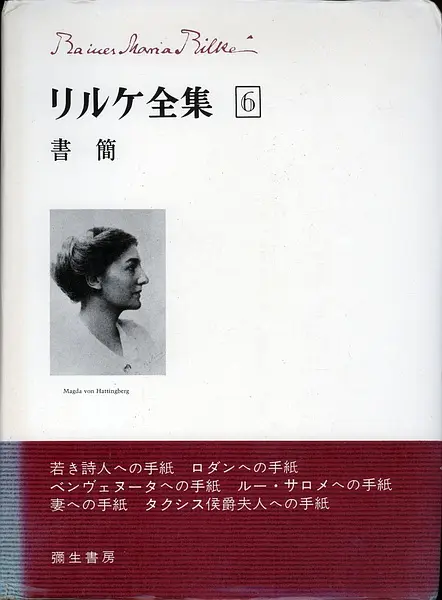 Rainer Maria Rilke
リルケ全集 6
書簡
Magda von Hattingberg
若き詩人への手紙 ロダンへの手紙
ベンヴェヌータへの手紙 ルー・サロメへの手紙
妻への手紙 タクシス侯爵夫人への手紙
彌生書房